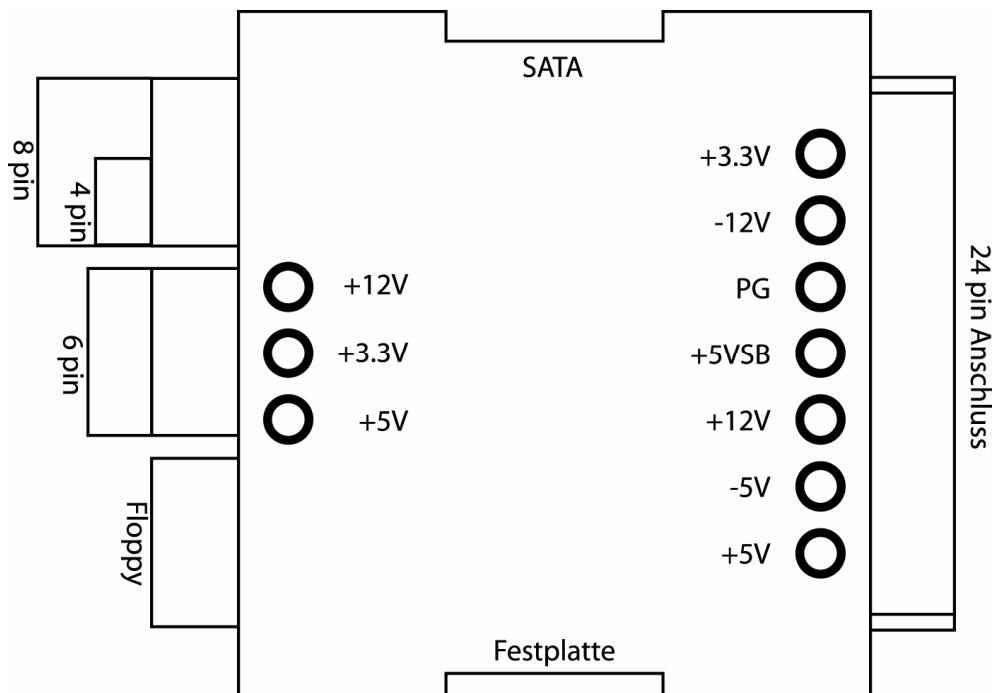 SATA
8 pin
4 pin
6 pin
Floppy
+12V
+3.3V
+5V
+3.3V
-12V
PG
+5VSB
+12V
-5V
+5V
24 pin Anschluss
Festplatte